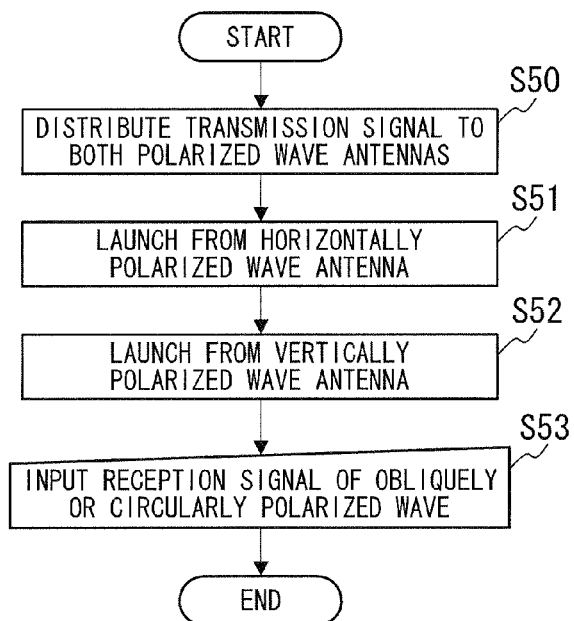 START
S50
DISTRIBUTE TRANSMISSION SIGNAL TO
BOTH POLARIZED WAVE ANTENNAS
S51
LAUNCH FROM HORIZONTALLY
POLARIZED WAVE ANTENNA
S52
LAUNCH FROM VERTICALLY
POLARIZED WAVE ANTENNA
S53
INPUT RECEPTION SIGNAL OF OBLIQUELY
OR CIRCULARLY POLARIZED WAVE
END